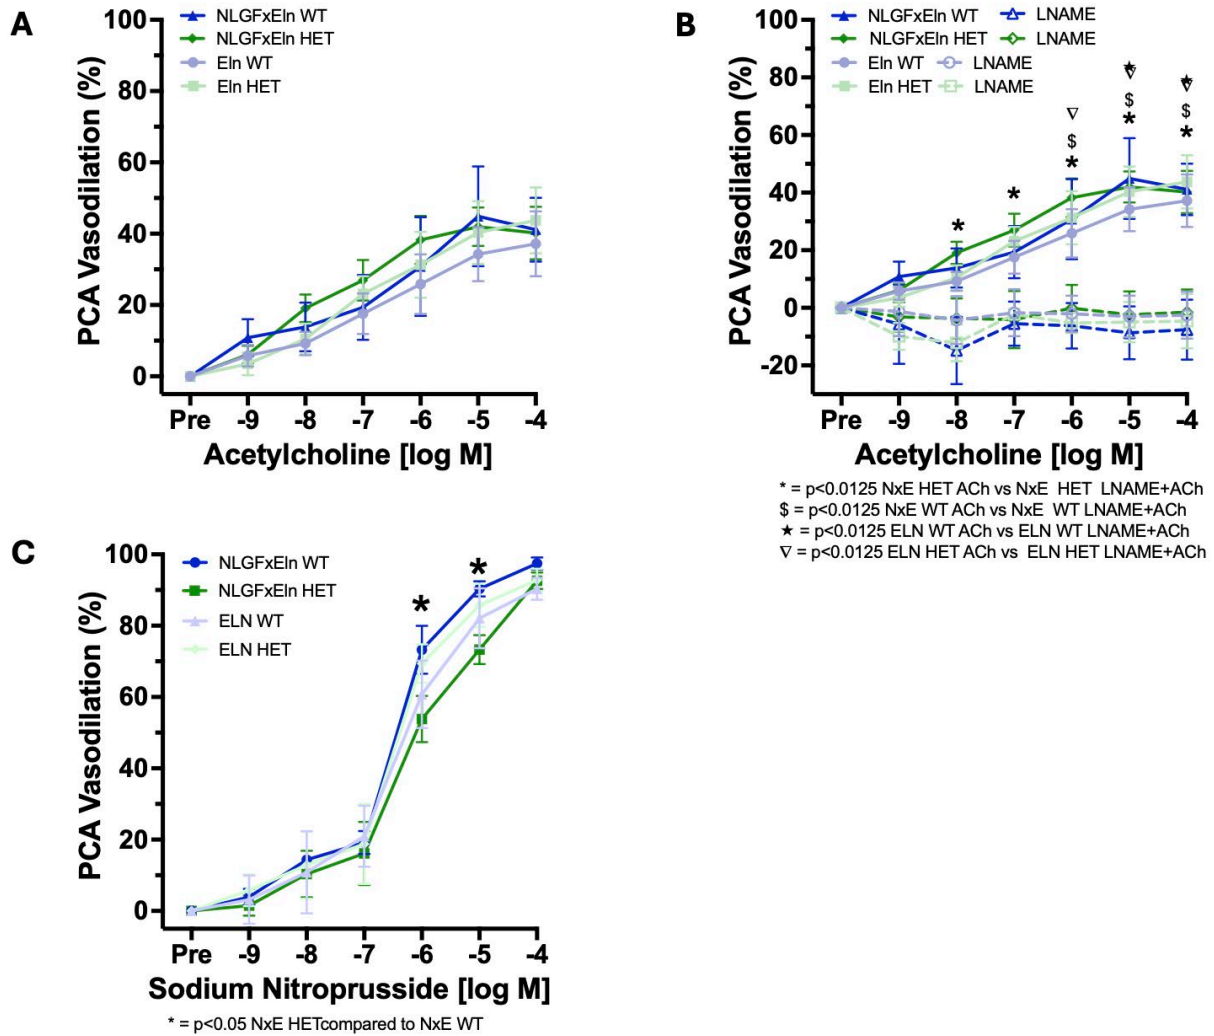 A
NLGFxEln WT
NLGFxEln HET
Eln WT
Eln HET
PCA Vasodilation (%)
100
80
60
40
20
0
Pre -9 -8 -7 -6 -5 -4
Acetylcholine [log M]
B
NLGFxEln WT LNAME
NLGFxEln HET LNAME
Eln WT LNAME
Eln HET LNAME
PCA Vasodilation (%)
100
80
60
40
20
0
-20
* * ▽ $ * ★ ▽ $ * ★ ▽ $ *
Pre -9 -8 -7 -6 -5 -4
Acetylcholine [log M]
* = p<0.0125 NxE HET ACh vs NxE HET LNAME+ACh
$ = p<0.0125 NxE WT ACh vs NxE WT LNAME+ACh
★ = p<0.0125 ELN WT ACh vs ELN WT LNAME+ACh
▽ = p<0.0125 ELN HET ACh vs ELN HET LNAME+ACh
C
NLGFxEln WT
NLGFxEln HET
ELN WT
ELN HET
PCA Vasodilation (%)
100
80
60
40
20
0
* *
Pre -9 -8 -7 -6 -5 -4
Sodium Nitroprusside [log M]
* = p<0.05 NxE HETcompared to NxE WT